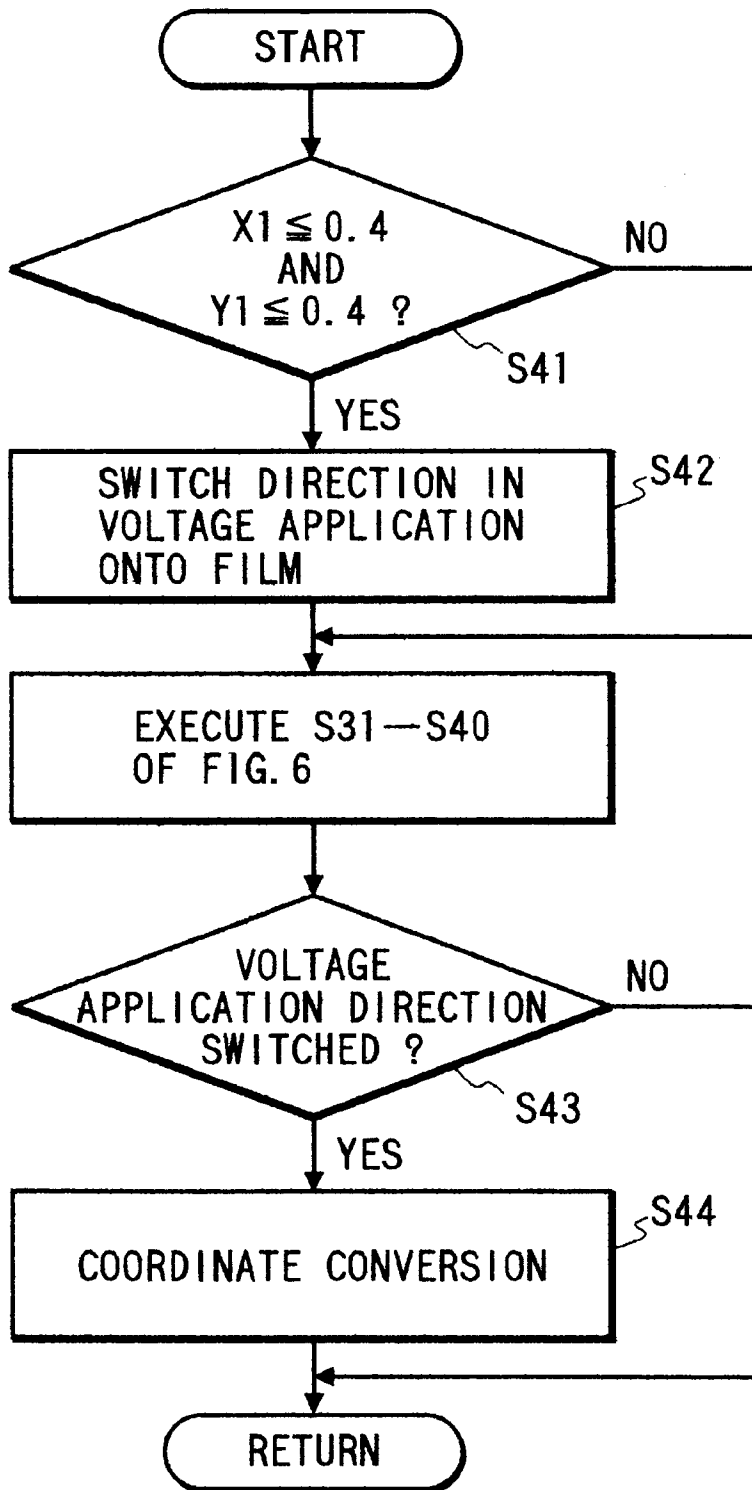 START
X1 ≦ 0.4
AND
Y1 ≦ 0.4 ?
NO
S41
YES
SWITCH DIRECTION IN
VOLTAGE APPLICATION
ONTO FILM
S42
EXECUTE S31—S40
OF FIG. 6
VOLTAGE
APPLICATION DIRECTION
SWITCHED ?
NO
S43
YES
COORDINATE CONVERSION
S44
RETURN